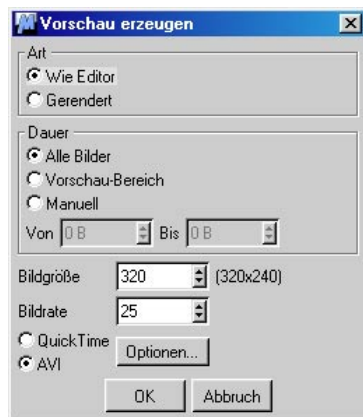 Vorschau erzeugen
Art
Wie Editor
Gerendert
Dauer
Alle Bilder
Vorschau-Bereich
Manuell
Von 0 B Bis 0 B
Bildgröße 320 (320x240)
Bildrate 25
QuickTime
AVI
Optionen...
OK Abbruch